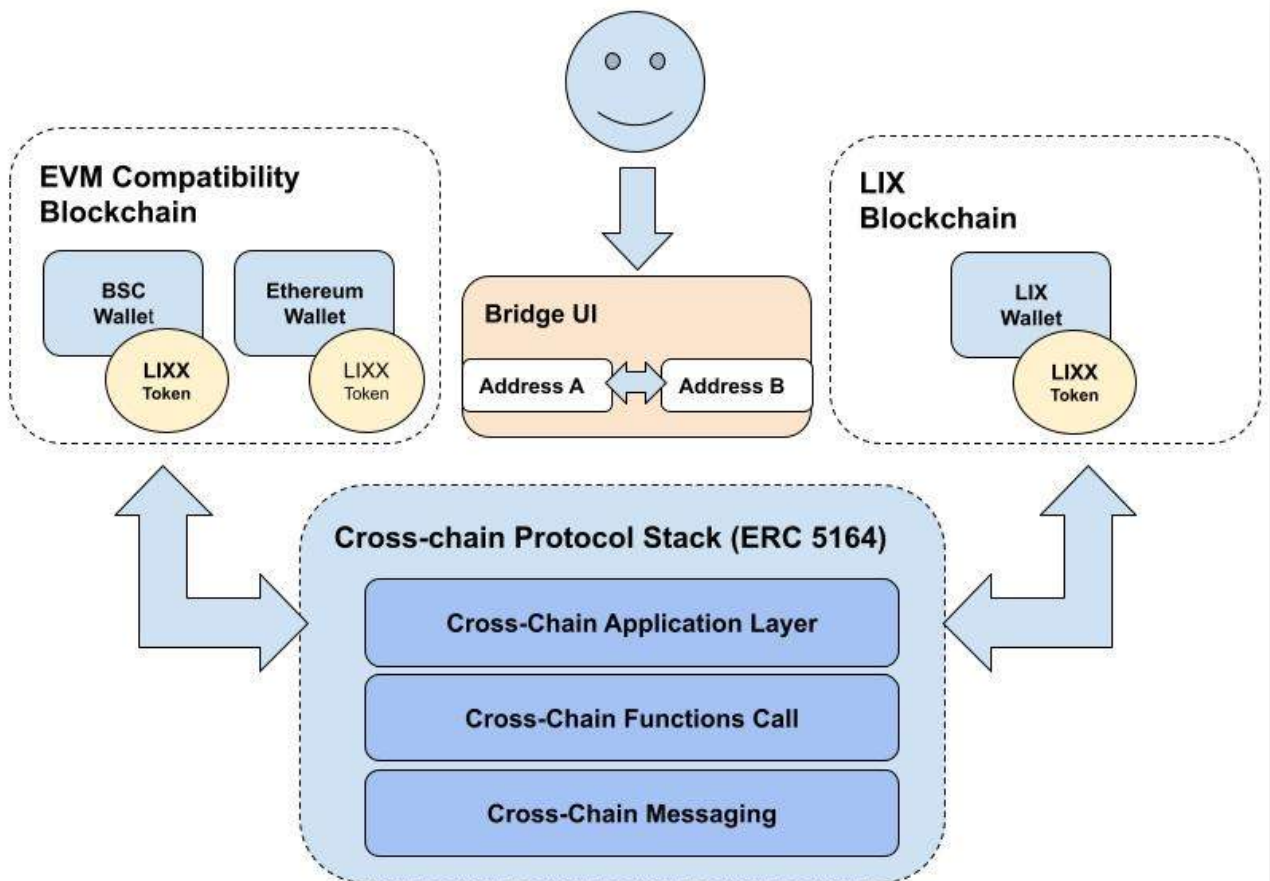 EVM Compatibility
Blockchain
BSC
Wallet
LIXX
Token
Ethereum
Wallet
LIXX
Token
Bridge UI
Address A
Address B
LIX
Blockchain
LIX
Wallet
LIXX
Token
Cross-chain Protocol Stack (ERC 5164)
Cross-Chain Application Layer
Cross-Chain Functions Call
Cross-Chain Messaging